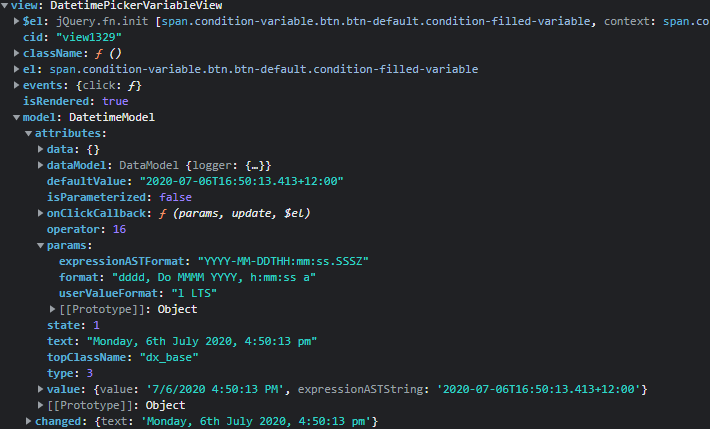 view: DatetimePickerVariableView
$el: jQuery.fn.init [span.condition-variable.btn.btn-default.condition-filled-variable, context: span.co
cid: "view1329"
className: ƒ ()
el: span.condition-variable.btn.btn-default.condition-filled-variable
events: {click: ƒ}
isRendered: true
model: DatetimeModel
attributes:
data: {}
dataModel: DataModel {logger: {…}}
defaultValue: "2020-07-06T16:50:13.413+12:00"
isParameterized: false
onClickCallback: ƒ (params, update, $el)
operator: 16
params:
expressionASTFormat: "YYYY-MM-DDTHH:mm:ss.SSSZ"
format: "dddd, Do MMMM YYYY, h:mm:ss a"
userValueFormat: "l LTS"
[[Prototype]]: Object
state: 1
text: "Monday, 6th July 2020, 4:50:13 pm"
topClassName: "dx_base"
type: 3
value: {value: '7/6/2020 4:50:13 PM', expressionASTString: '2020-07-06T16:50:13.413+12:00'}
[[Prototype]]: Object
changed: {text: 'Monday, 6th July 2020, 4:50:13 pm'}